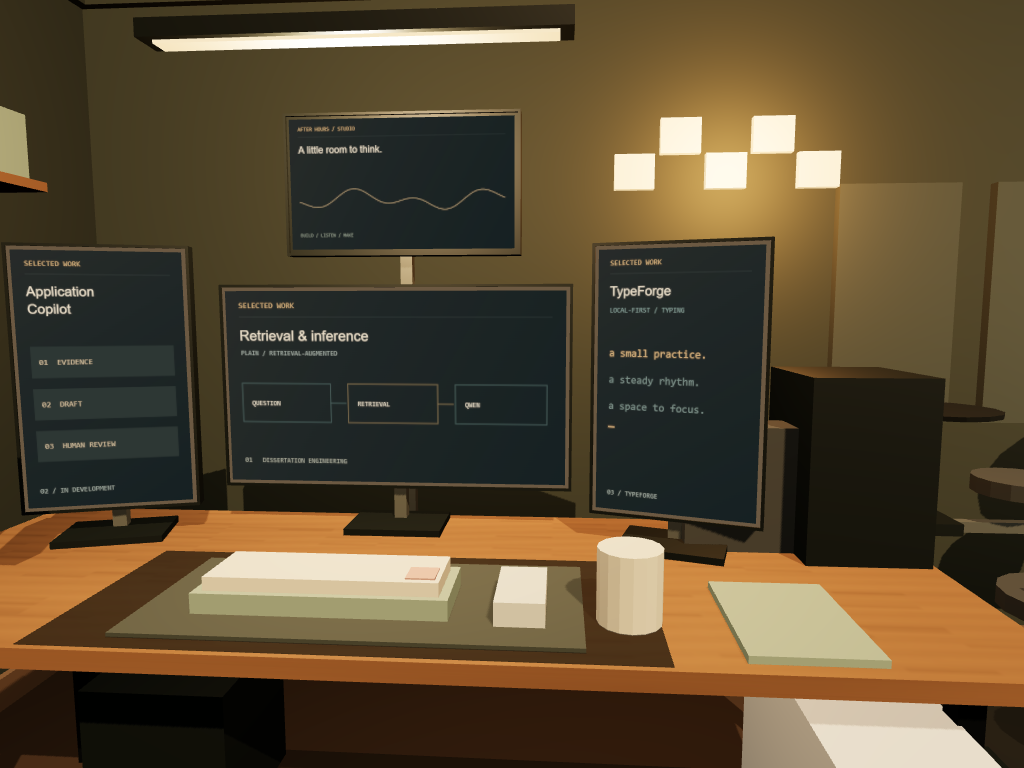 AFTER HOURS / STUDIO
A little room to think.
BUILD / LISTEN / MAKE
SELECTED WORK
Application
Copilot
01 EVIDENCE
02 DRAFT
03 HUMAN REVIEW
02 / IN DEVELOPMENT
SELECTED WORK
Retrieval & inference
PLAIN / RETRIEVAL-AUGMENTED
QUESTION
RETRIEVAL
QWEN
01 DISSERTATION ENGINEERING
SELECTED WORK
TypeForge
LOCAL-FIRST / TYPING
a small practice.
a steady rhythm.
a space to focus.
03 / TYPEFORGE